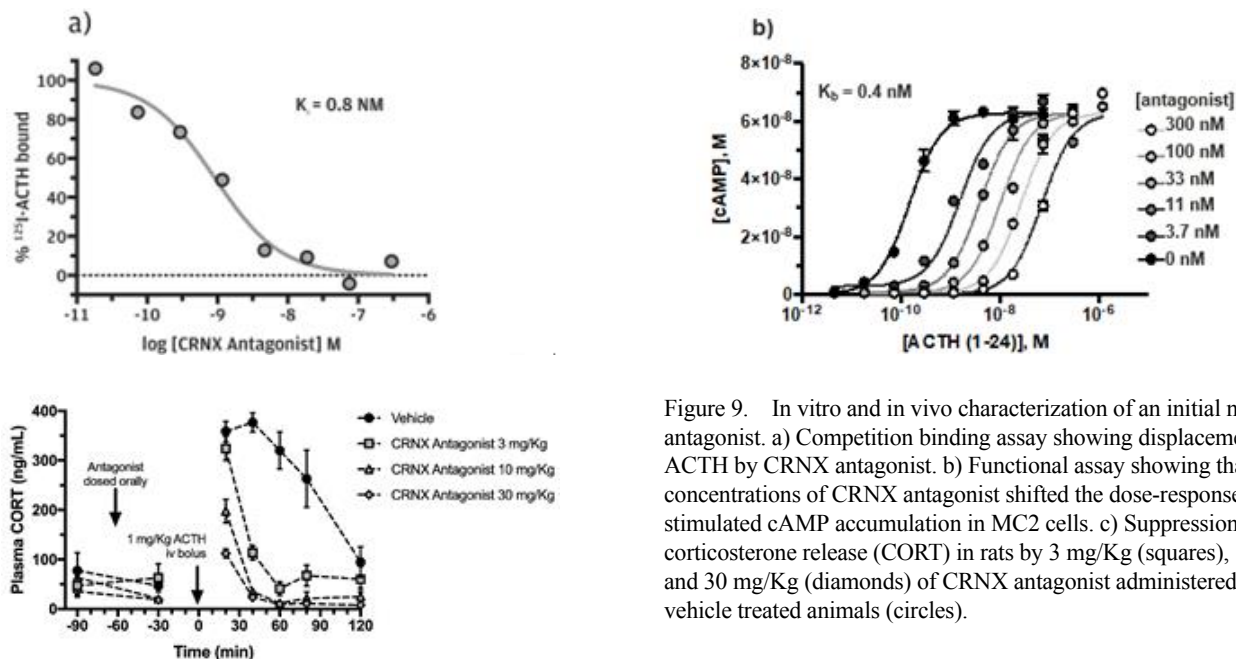 a)
% ¹²⁵I-ACTH bound
100
80
60
40
20
0
Kᵢ = 0.8 NM
-11
-10
-9
-8
-7
-6
log [CRNX Antagonist] M
b)
[cAMP], M
8×10⁻⁸
6×10⁻⁸
4×10⁻⁸
2×10⁻⁸
0
K_b = 0.4 nM
[antagonist]
300 nM
100 nM
33 nM
11 nM
3.7 nM
0 nM
10⁻¹²
10⁻¹⁰
10⁻⁸
10⁻⁶
[ACTH (1-24)], M
Plasma CORT (ng/mL)
400
300
200
100
0
Antagonist
dosed orally
1 mg/Kg ACTH
iv bolus
Vehicle
CRNX Antagonist 3 mg/Kg
CRNX Antagonist 10 mg/Kg
CRNX Antagonist 30 mg/Kg
-90
-60
-30
0
30
60
90
120
Time (min)
Figure 9. In vitro and in vivo characterization of an initial
antagonist. a) Competition binding assay showing
ACTH by CRNX antagonist. b) Functional assay showing
concentrations of CRNX antagonist shifted the dose-response
stimulated cAMP accumulation in MC2 cells. c) Suppression
corticosterone release (CORT) in rats by 3 mg/Kg (squares),
and 30 mg/Kg (diamonds) of CRNX antagonist administered
vehicle treated animals (circles).